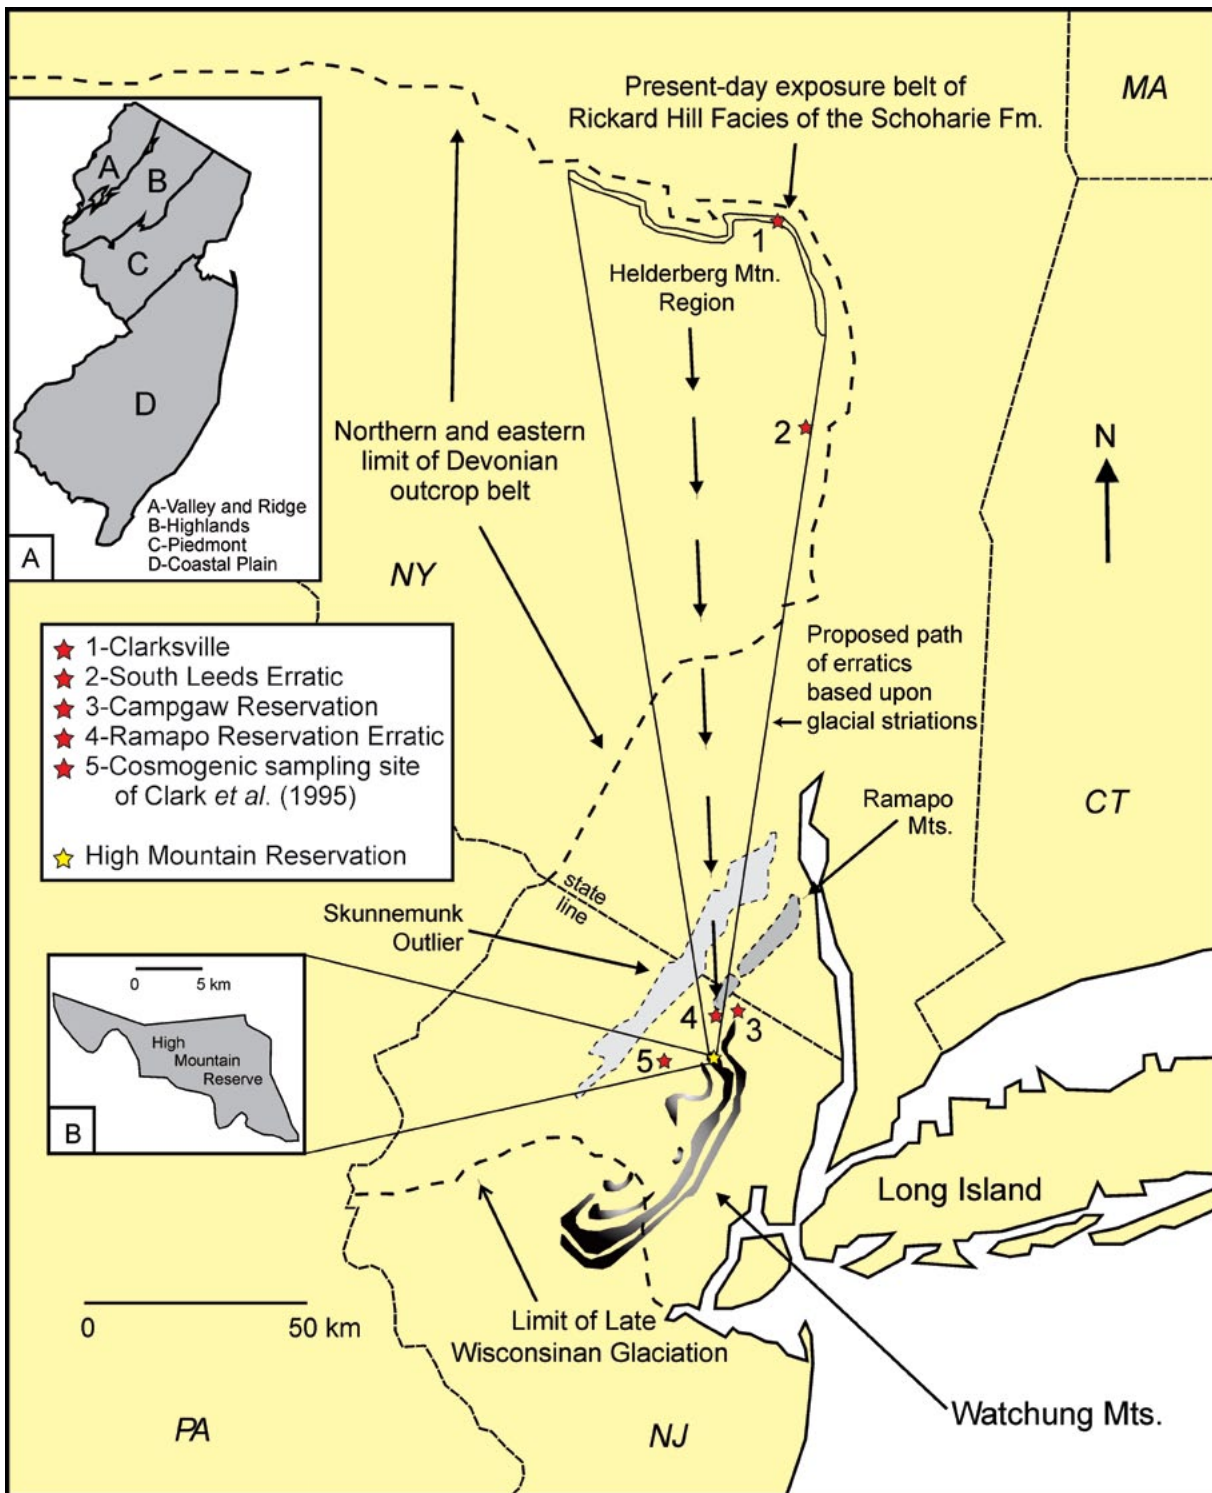 MA
Present-day exposure belt of
Rickard Hill Facies of the Schoharie Fm.
A
B
C
D
A-Valley and Ridge
B-Highlands
C-Piedmont
D-Coastal Plain
A
1
Helderberg Mtn.
Region
2
Northern and eastern
limit of Devonian
outcrop belt
N
NY
1-Clarksville
2-South Leeds Erratic
3-Campgaw Reservation
4-Ramapo Reservation Erratic
5-Cosmogenic sampling site
of Clark et al. (1995)
High Mountain Reservation
Proposed path
of erratics
based upon
glacial striations
Ramapo
Mts.
CT
state
line
Skunnemunk
Outlier
0 5 km
High
Mountain
Reserve
B
4
3
5
Long Island
0 50 km
Limit of Late
Wisconsinan Glaciation
Watchung Mts.
PA
NJ